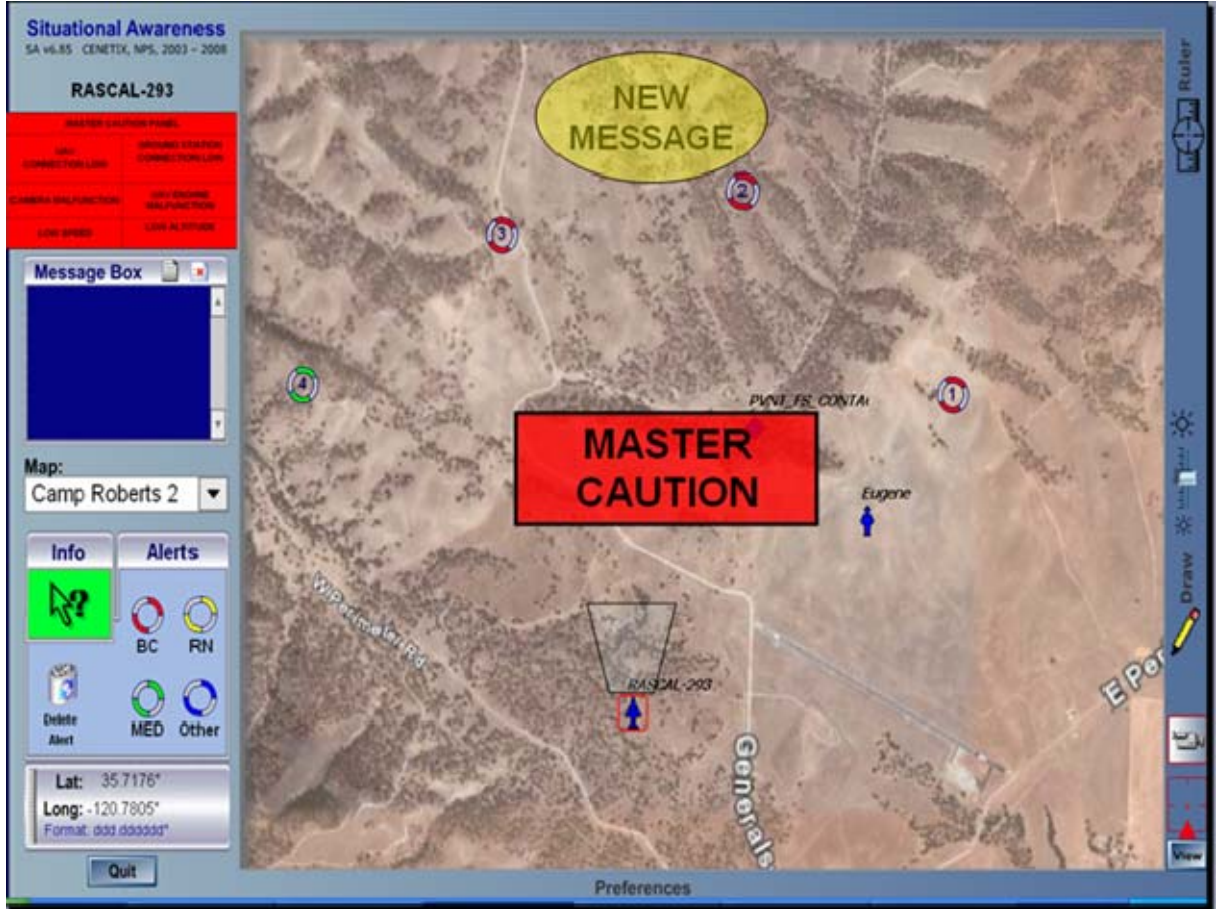 Situational Awareness
SA v6.85 CENETIX, NPS, 2003 – 2008
RASCAL-293
MASTER CAUTION PANEL
UAV
CONNECTION LOW
GROUND STATION
CONNECTION LOW
CAMERA MALFUNCTION
UAV ENGINE
MALFUNCTION
LOW SPEED
LOW ALTITUDE
Message Box
Map:
Camp Roberts 2
Info
Alerts
?
BC
RN
Delete
Alert
MED
Other
Lat: 35.7176°
Long: -120.7805°
Format: ddd.dddddd°
Quit
NEW
MESSAGE
2
3
4
1
PVNT_FB_CONTA
MASTER
CAUTION
Eugene
W Perimeter Rd
RASCAL-293
Generals
E Per
Preferences
Ruler
Draw
View